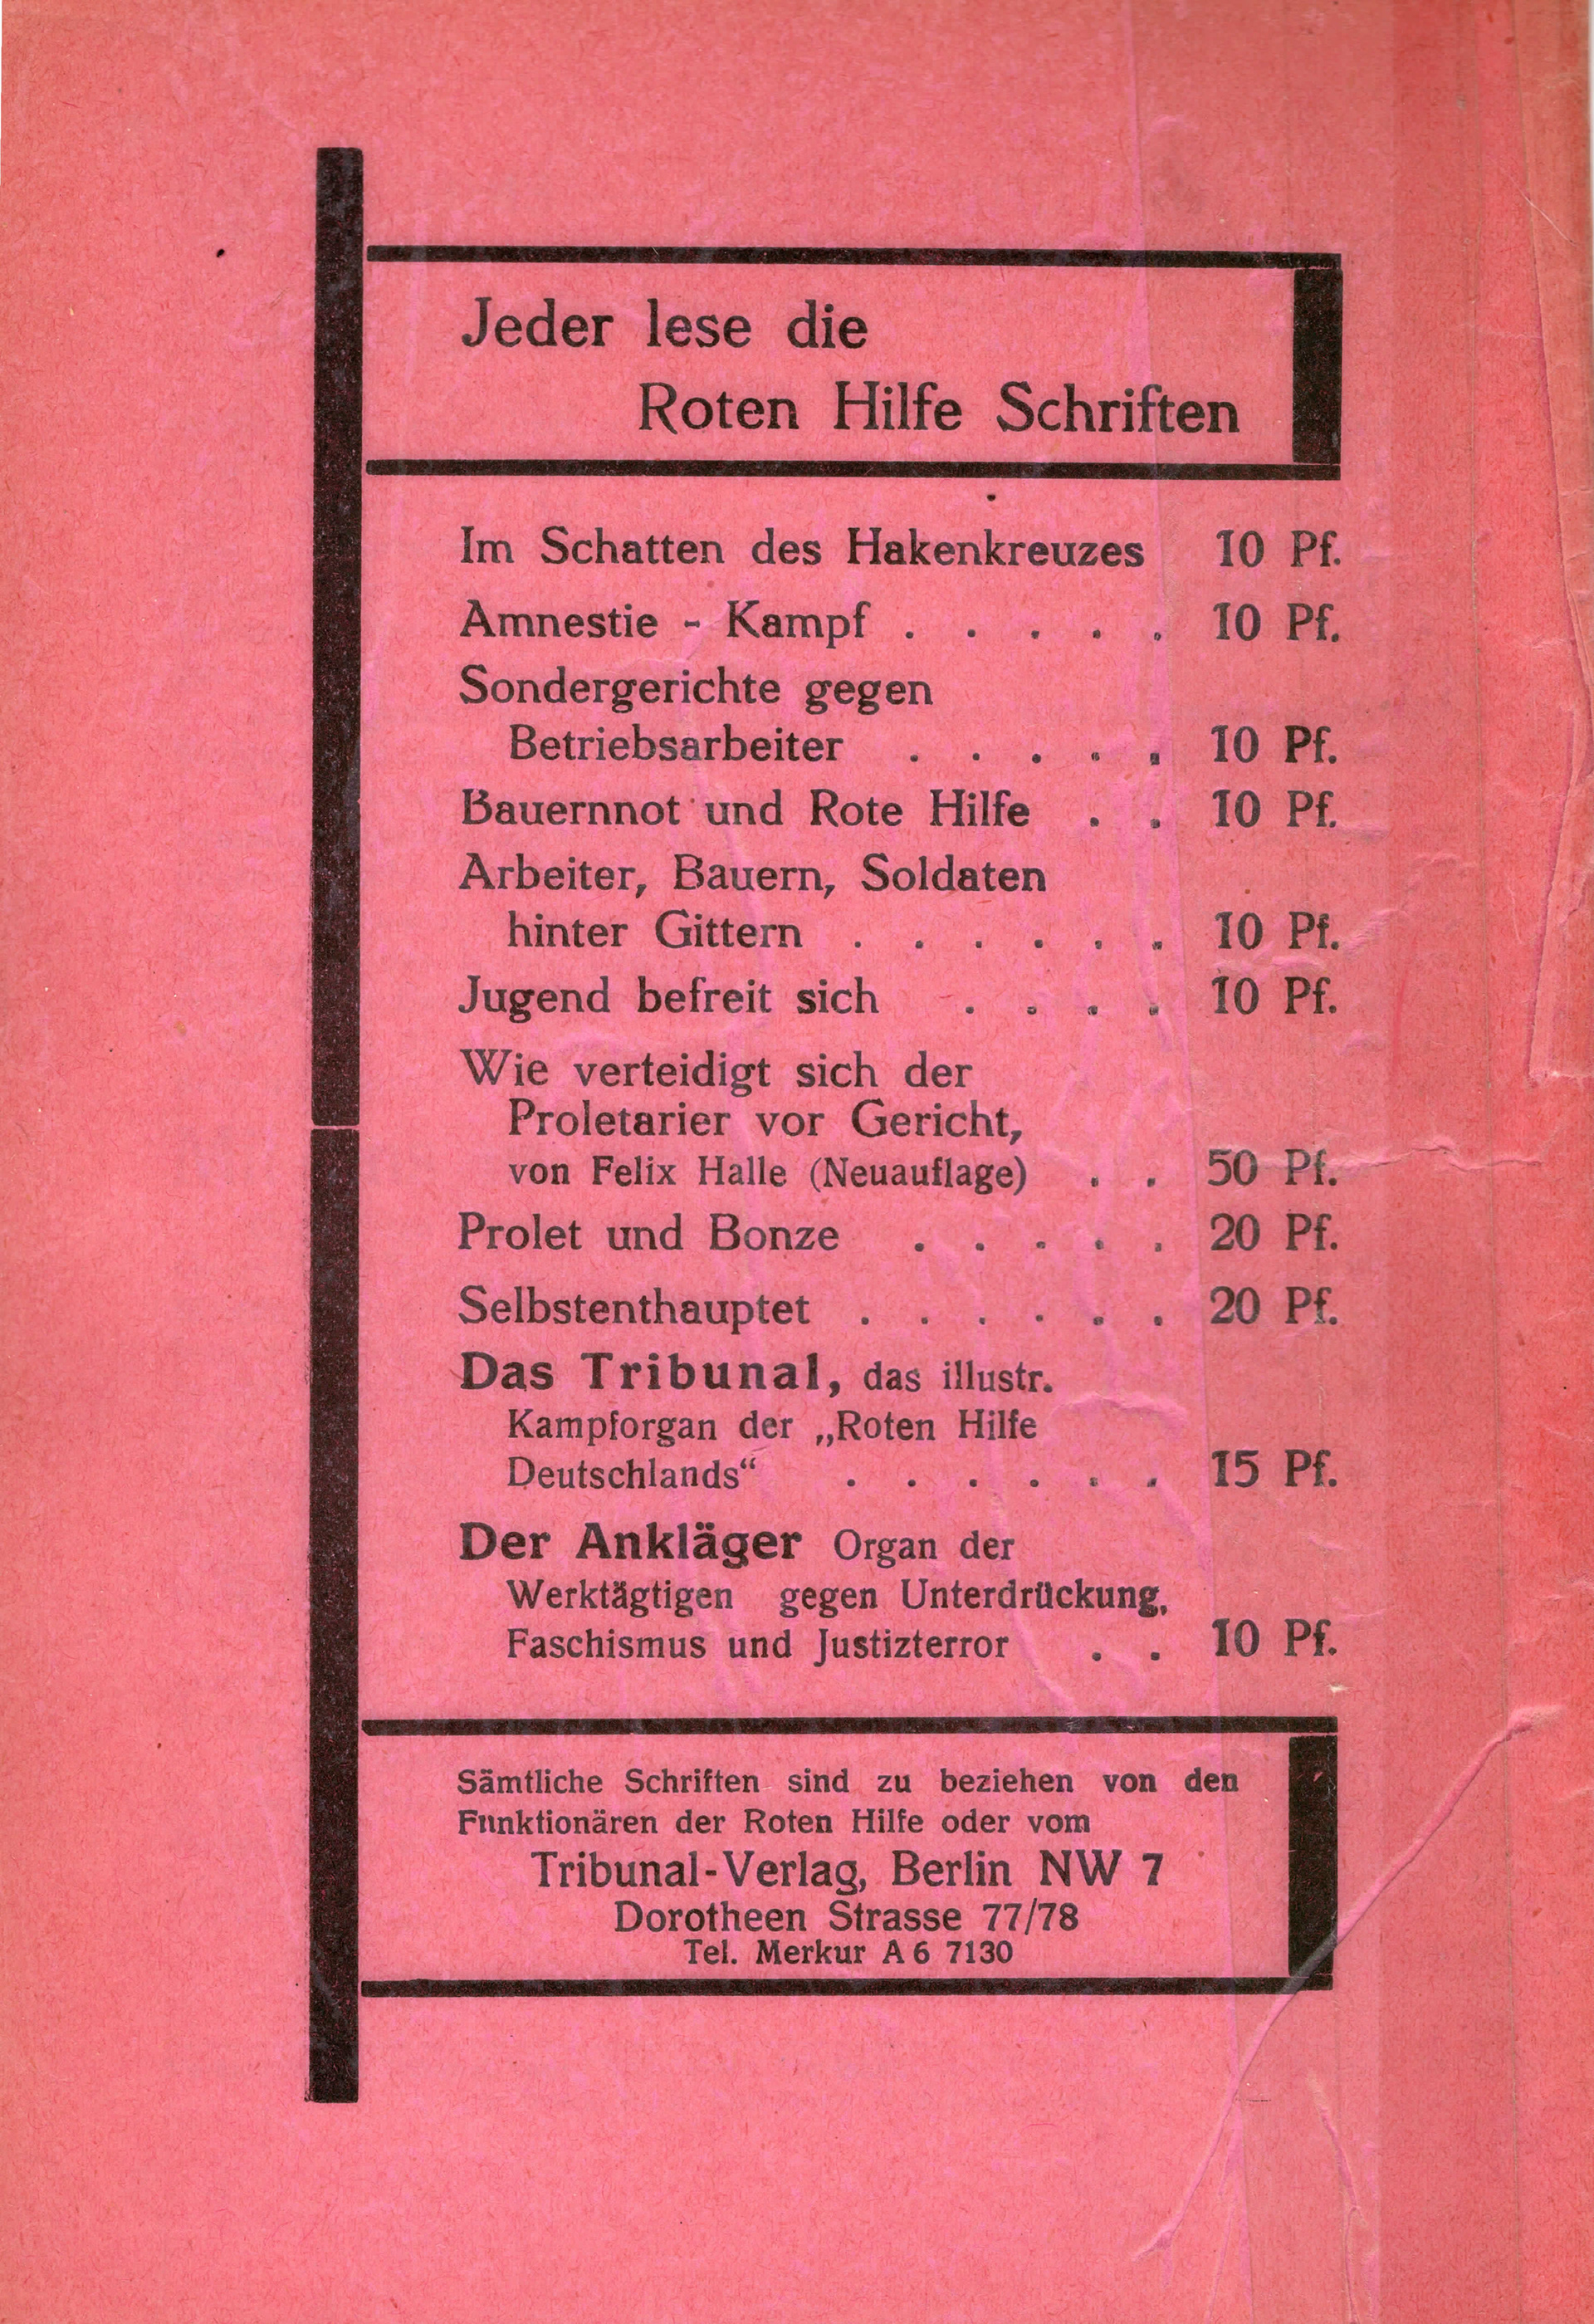 Jeder lese die
Roten Hilfe Schriften
Im Schatten des Hakenkreuzes 10 Pf.
Amnestie - Kampf . . . . . 10 Pf.
Sondergerichte gegen
Betriebsarbeiter . . . . . 10 Pf.
Bauernnot und Rote Hilfe . . 10 Pf.
Arbeiter, Bauern, Soldaten
hinter Gittern . . . . . . 10 Pf.
Jugend befreit sich . . . . 10 Pf.
Wie verteidigt sich der
Proletarier vor Gericht,
von Felix Halle (Neuauflage) . . 50 Pf.
Prolet und Bonze . . . . . 20 Pf.
Selbstenthauptet . . . . . . 20 Pf.
Das Tribunal, das illustr.
Kampforgan der „Roten Hilfe
Deutschlands“ . . . . . . 15 Pf.
Der Ankläger Organ der
Werktägtigen gegen Unterdrückung,
Faschismus und Justizterror . . 10 Pf.
Sämtliche Schriften sind zu beziehen von den
Funktionären der Roten Hilfe oder vom
Tribunal-Verlag, Berlin NW 7
Dorotheen Strasse 77/78
Tel. Merkur A 6 7130